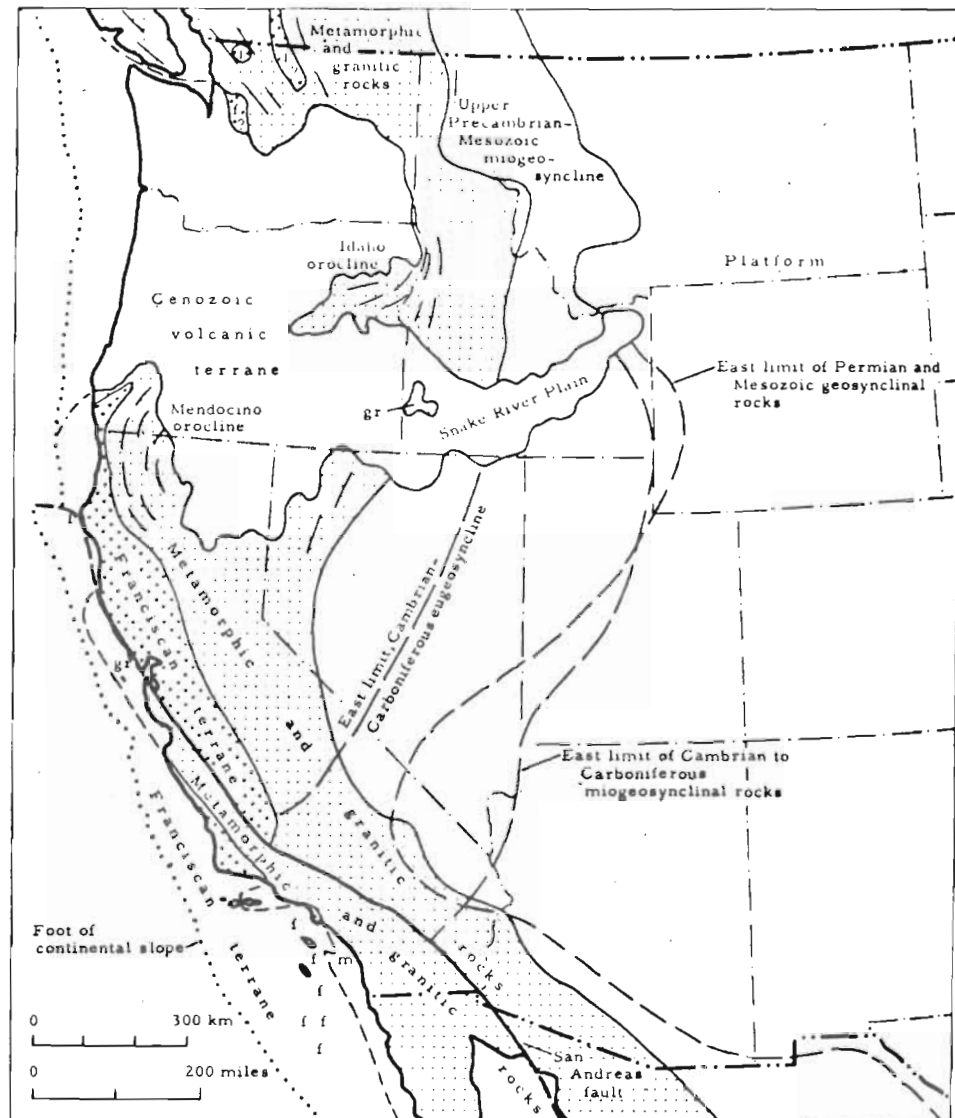 Metamorphic
and
granitic
rocks
Upper
Precambrian-
Mesozoic
miogeo-
syncline
Idaho
orocline
Platform
Cenozoic
volcanic
terrane
East limit of Permian and
Mesozoic geosynclinal
rocks
Mendocino
orocline
gr
Snake River Plain
Metamorphic
and
granitic
rocks
Franciscan
terrane
East limit, Cambrian-
Carboniferous eugeosyncline
gr
East limit of Cambrian to
Carboniferous
miogeosynclinal rocks
Metamorphic
and
granitic
rocks
Franciscan
terrane
Foot of
continental slope
f
f
?
m
f
f f
f
0 300 km
0 200 miles
San
Andreas
fault